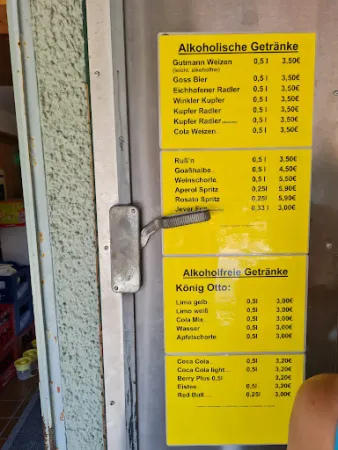 Alkoholische Getränke
Gutmann Weizen 0,5 l 3,50€
(leicht, alkoholfrei)
Goss Bier 0,5 l 3,50€
Eichhofener Radler 0,5 l 3,50€
Winkler Kupfer 0,5 l 3,50€
Kupfer Radler 0,5 l 3,50€
Kupfer Radler 0,5 l 3,50€
Cola Weizen 0,5 l 3,50€
Ruß'n 0,5 l 3,50€
Goaßhalbe 0,5 l 4,50€
Weinschorle 0,5 l 5,50€
Aperol Spritz 0,25l 5,90€
Rosato Spritz 0,25l 5,90€
Jever Fun 0,33 l 3,00€
Alkoholfreie Getränke
König Otto:
Limo gelb 0,5l 3,00€
Limo weiß 0,5l 3,00€
Cola Mix 0,5l 3,00€
Wasser 0,5l 3,00€
Apfelschorle 0,5l 3,00€
Coca Cola 0,5l 3,20€
Coca Cola light 0,5l 3,20€
Berry Plus 0,5l 3,20€
Eistee 0,5l 3,20€
Red Bull 0,25l 3,00€